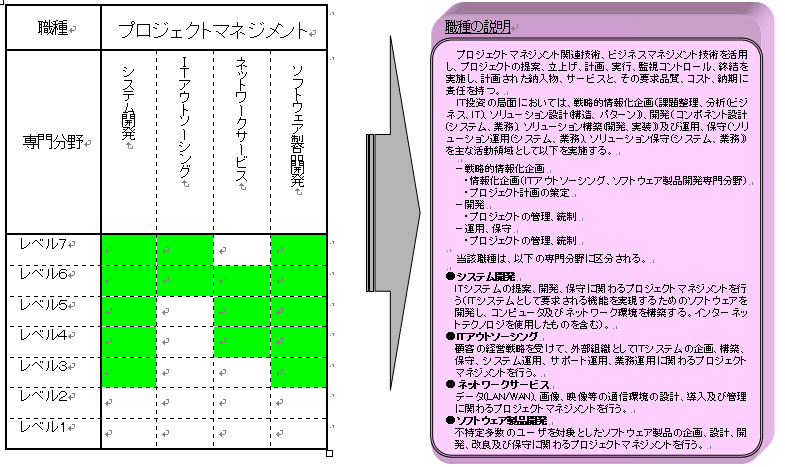 職種
プロジェクトマネジメント
専門分野
システム開発
ITアウトソーシング
ネットワークサービス
ソフトウェア製品開発
レベル7
レベル6
レベル5
レベル4
レベル3
レベル2
レベル1
職種の説明
プロジェクトマネジメント関連技術、ビジネスマネジメント技術を活用
し、プロジェクトの提案、立上げ、計画、実行、監視コントロール、終結を
実施し、計画された納入物、サービスと、その要求品質、コスト、納期に
責任を持つ。
IT投資の局面においては、戦略的情報化企画(課題整理、分析(ビジ
ネス、IT)、ソリューション設計(構造、パターン))、開発(コンポネント設計
(システム、業務)、ソリューション構築(開発、実装))及び運用、保守(ソリ
ューション運用(システム、業務)、ソリューション保守(システム、業務))
を主な活動領域として以下を実施する。
－戦略的情報化企画
・情報化企画(ITアウトソーシング、ソフトウェア製品開発専門分野)
・プロジェクト計画の策定
－開発
・プロジェクトの管理、統制
－運用、保守
・プロジェクトの管理、統制
当該職種は、以下の専門分野に区分される。
●システム開発
ITシステムの提案、開発、保守に関わるプロジェクトマネジメントを行
う(ITシステムとして要求される機能を実現するためのソフトウェアを
開発し、コンピュータ及びネットワーク環境を構築する。インターネッ
トテクノロジを使用したものを含む)。
●ITアウトソーシング
顧客の経営戦略を受けて、外部組織としてITシステムの企画、構築、
保守、システム運用、サポート運用、業務運用に関わるプロジェクト
マネジメントを行う。
●ネットワークサービス
データ(LAN/WAN)、画像、映像等の通信環境の設計、導入及び管理
に関わるプロジェクトマネジメントを行う。
●ソフトウェア製品開発
不特定多数のユーザを対象としたソフトウェア製品の企画、設計、開
発、改良及び保守に関わるプロジェクトマネジメントを行う。